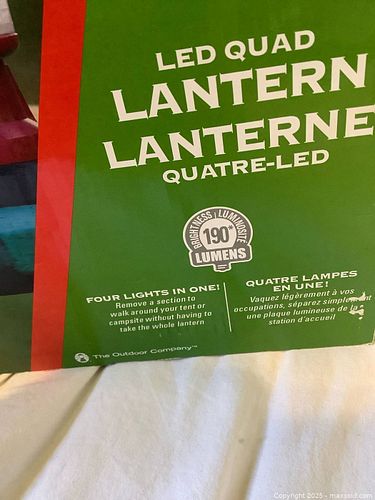 LED QUAD
LANTERN
LANTERNE
QUATRE-LED
BRIGHTNESS | LUMINOSITÉ
190*
LUMENS
FOUR LIGHTS IN ONE!
Remove a section to
walk around your tent or
campsite without having to
take the whole lantern
QUATRE LAMPES
EN UNE!
Vaquez légèrement à vos
occupations, séparez simplement
une plaque lumineuse de la
station d'accueil
The Outdoor Company™
Copyright 2025 - maxsold.com